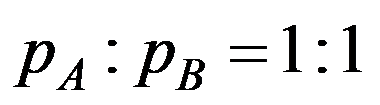 p_A : p_B = 1:1